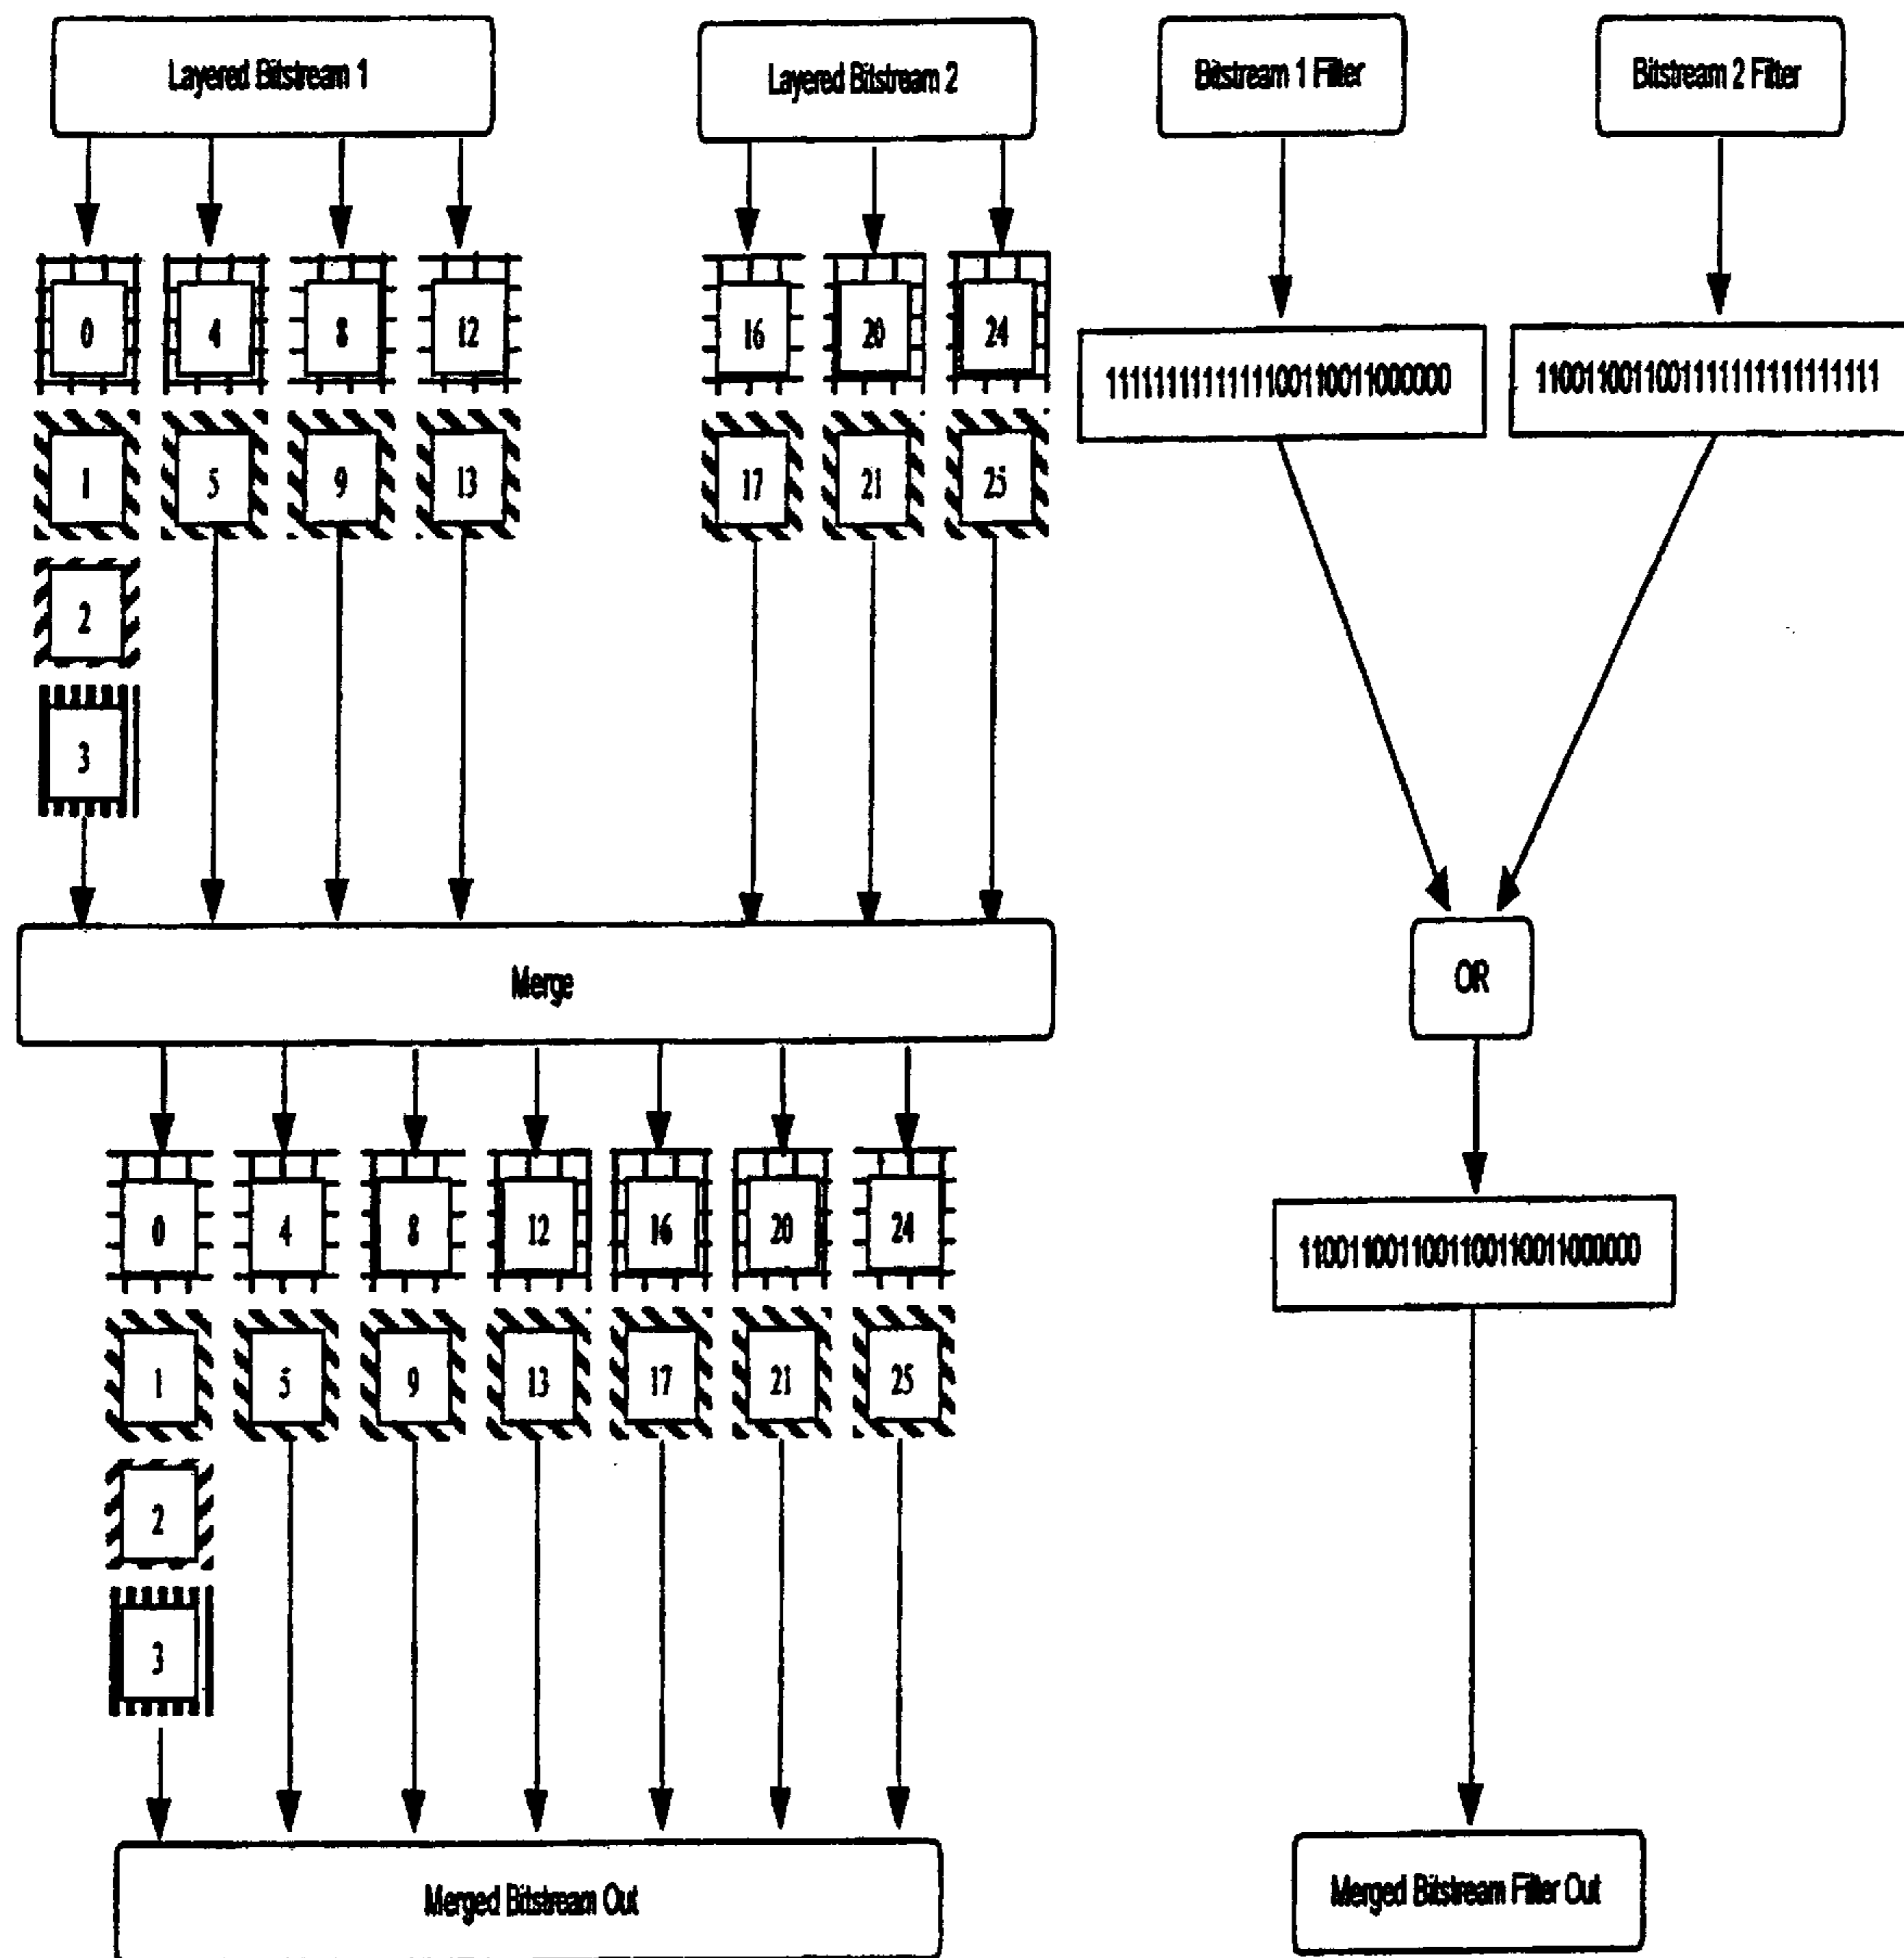 Layered Bitstream 1
Layered Bitstream 2
Bitstream 1 Filter
Bitstream 2 Filter
0 4 8 12 16 20 24
1111111111111100110011000000
1100110011001111111111111111
1 5 9 13 17 21 25
2
3
Merge
OR
0 4 8 12 16 20 24
1100110011001100110011000000
1 5 9 13 17 21 25
2
3
Merged Bitstream Out
Merged Bitstream Filter Out